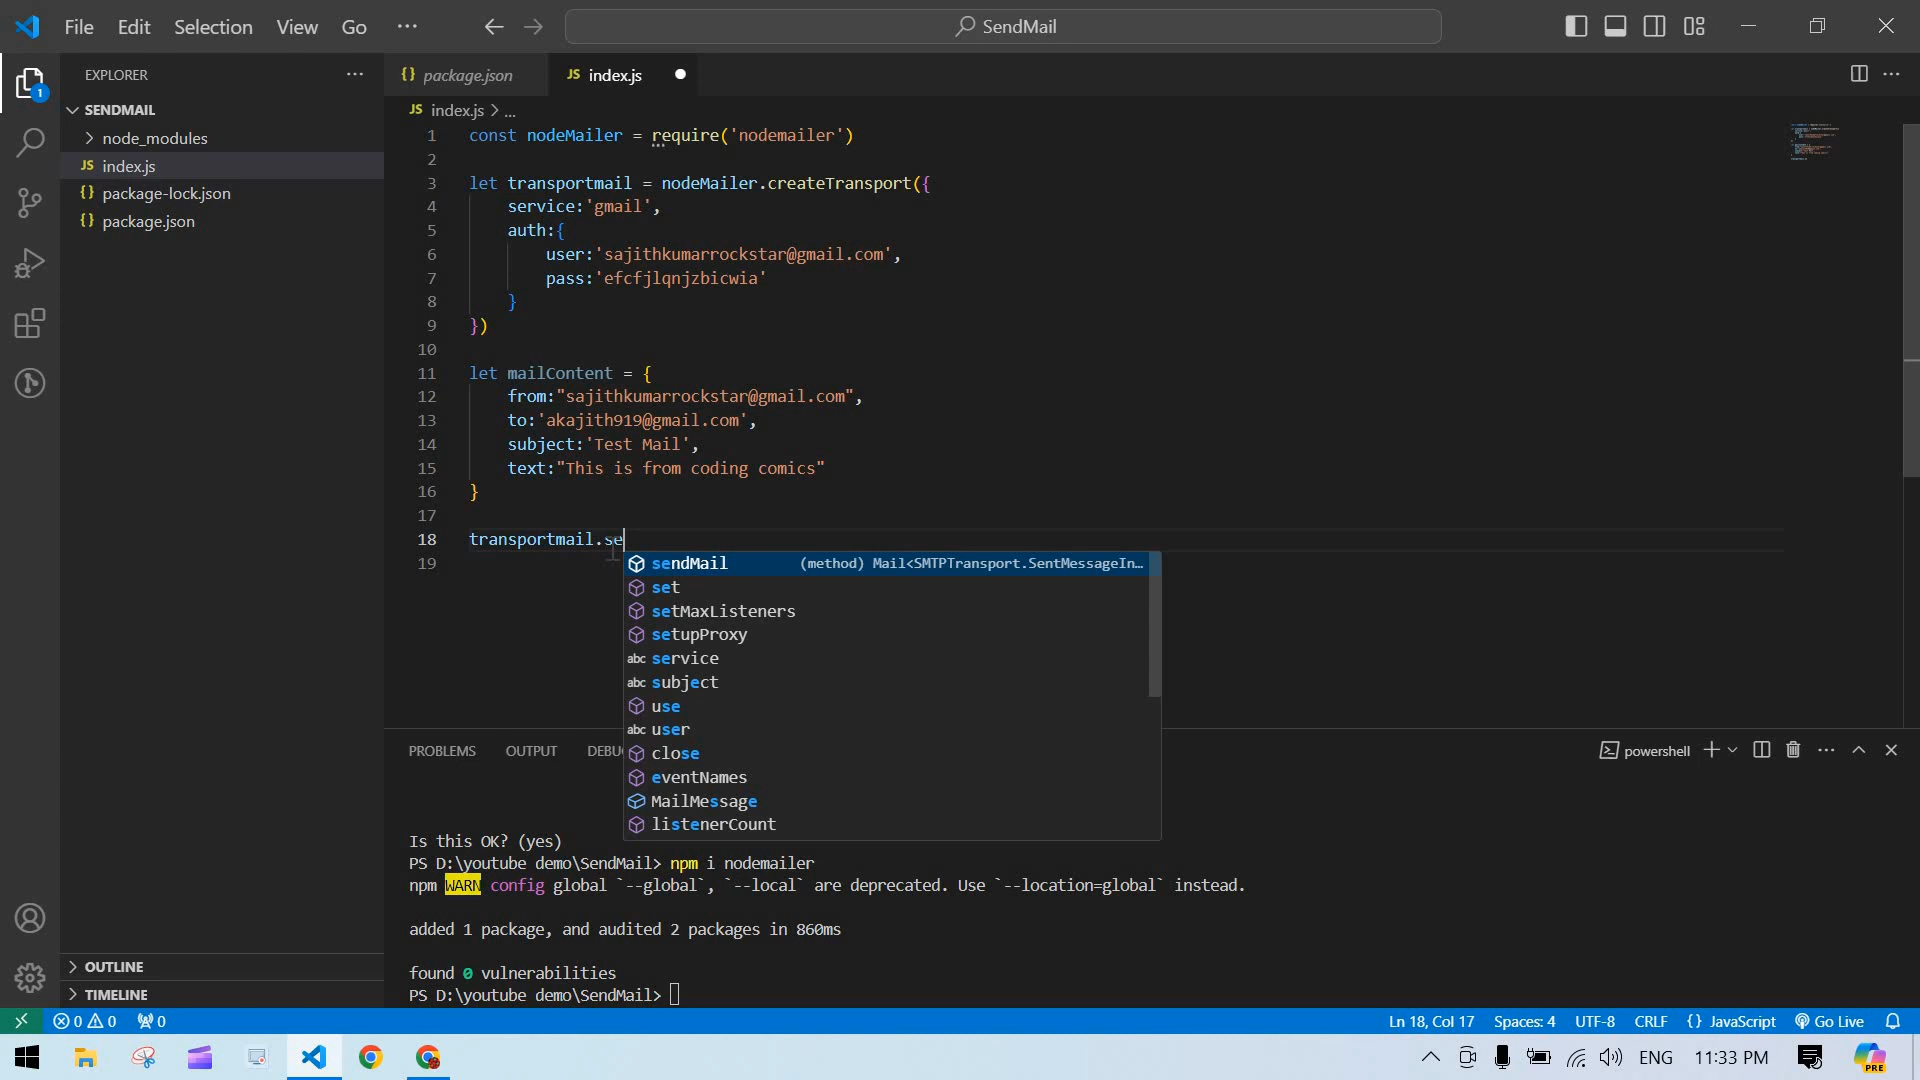 File Edit Selection View Go ··· SendMail
EXPLORER ···
SENDMAIL
node_modules
JS index.js
{} package-lock.json
{} package.json
OUTLINE
TIMELINE
1
{} package.json JS index.js
JS index.js > ...
1 const nodeMailer = require('nodemailer')
2
3 let transportmail = nodeMailer.createTransport({
4 service:'gmail',
5 auth:{
6 user:'sajithkumarrockstar@gmail.com',
7 pass:'efcfjlqnjzbicwia'
8 }
9 })
10
11 let mailContent = {
12 from:"sajithkumarrockstar@gmail.com",
13 to:'akajith919@gmail.com',
14 subject:'Test Mail',
15 text:"This is from coding comics"
16 }
17
18 transportmail.se
19
sendMail (method) Mail<SMTPTransport.SentMessageIn...
set
setMaxListeners
setupProxy
abc service
abc subject
use
abc user
close
eventNames
MailMessage
listenerCount
PROBLEMS OUTPUT DEBU powershell
Is this OK? (yes)
PS D:\youtube demo\SendMail> npm i nodemailer
npm WARN config global `--global`, `--local` are deprecated. Use `--location=global` instead.
added 1 package, and audited 2 packages in 860ms
found 0 vulnerabilities
PS D:\youtube demo\SendMail>
0 0 0 Ln 18, Col 17 Spaces: 4 UTF-8 CRLF {} JavaScript Go Live
ENG 11:33 PM PRE